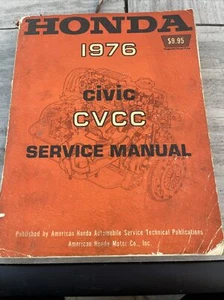 HONDA
$8.95
1976
civic
CVCC
SERVICE MANUAL
Published by American Honda Automobile Service Technical Publications
American Honda Motor Co., Inc.